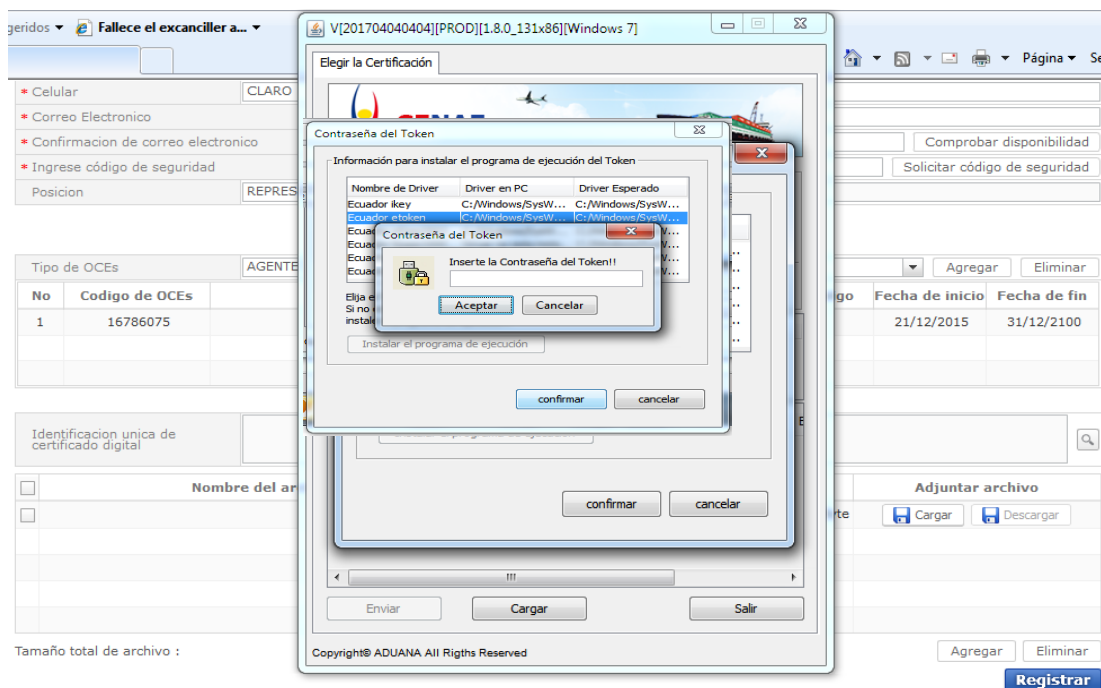 geridos Fallece el excanciller a...
V[201704040404][PROD][1.8.0_131x86][Windows 7]
Página
Elegir la Certificación
* Celular CLARO
* Correo Electronico
* Confirmacion de correo electronico Comprobar disponibilidad
* Ingrese código de seguridad Solicitar código de seguridad
Posicion REPRES
Contraseña del Token
Información para instalar el programa de ejecución del Token
Nombre de Driver Driver en PC Driver Esperado
Ecuador ikey C:/Windows/SysW... C:/Windows/SysW...
Ecuador etoken C:/Windows/SysW... C:/Windows/SysW...
Contraseña del Token
Inserte la Contraseña del Token!!
Aceptar Cancelar
Elija e
Si no
instale
Instalar el programa de ejecución
confirmar cancelar
Tipo de OCEs AGENTE Agregar Eliminar
No Codigo de OCEs go Fecha de inicio Fecha de fin
1 16786075 21/12/2015 31/12/2100
Identificacion unica de
certificado digital
confirmar cancelar
Nombre del ar Adjuntar archivo
yte Cargar Descargar
Enviar Cargar Salir
Tamaño total de archivo : Agregar Eliminar
Copyright© ADUANA All Rigths Reserved
Registrar